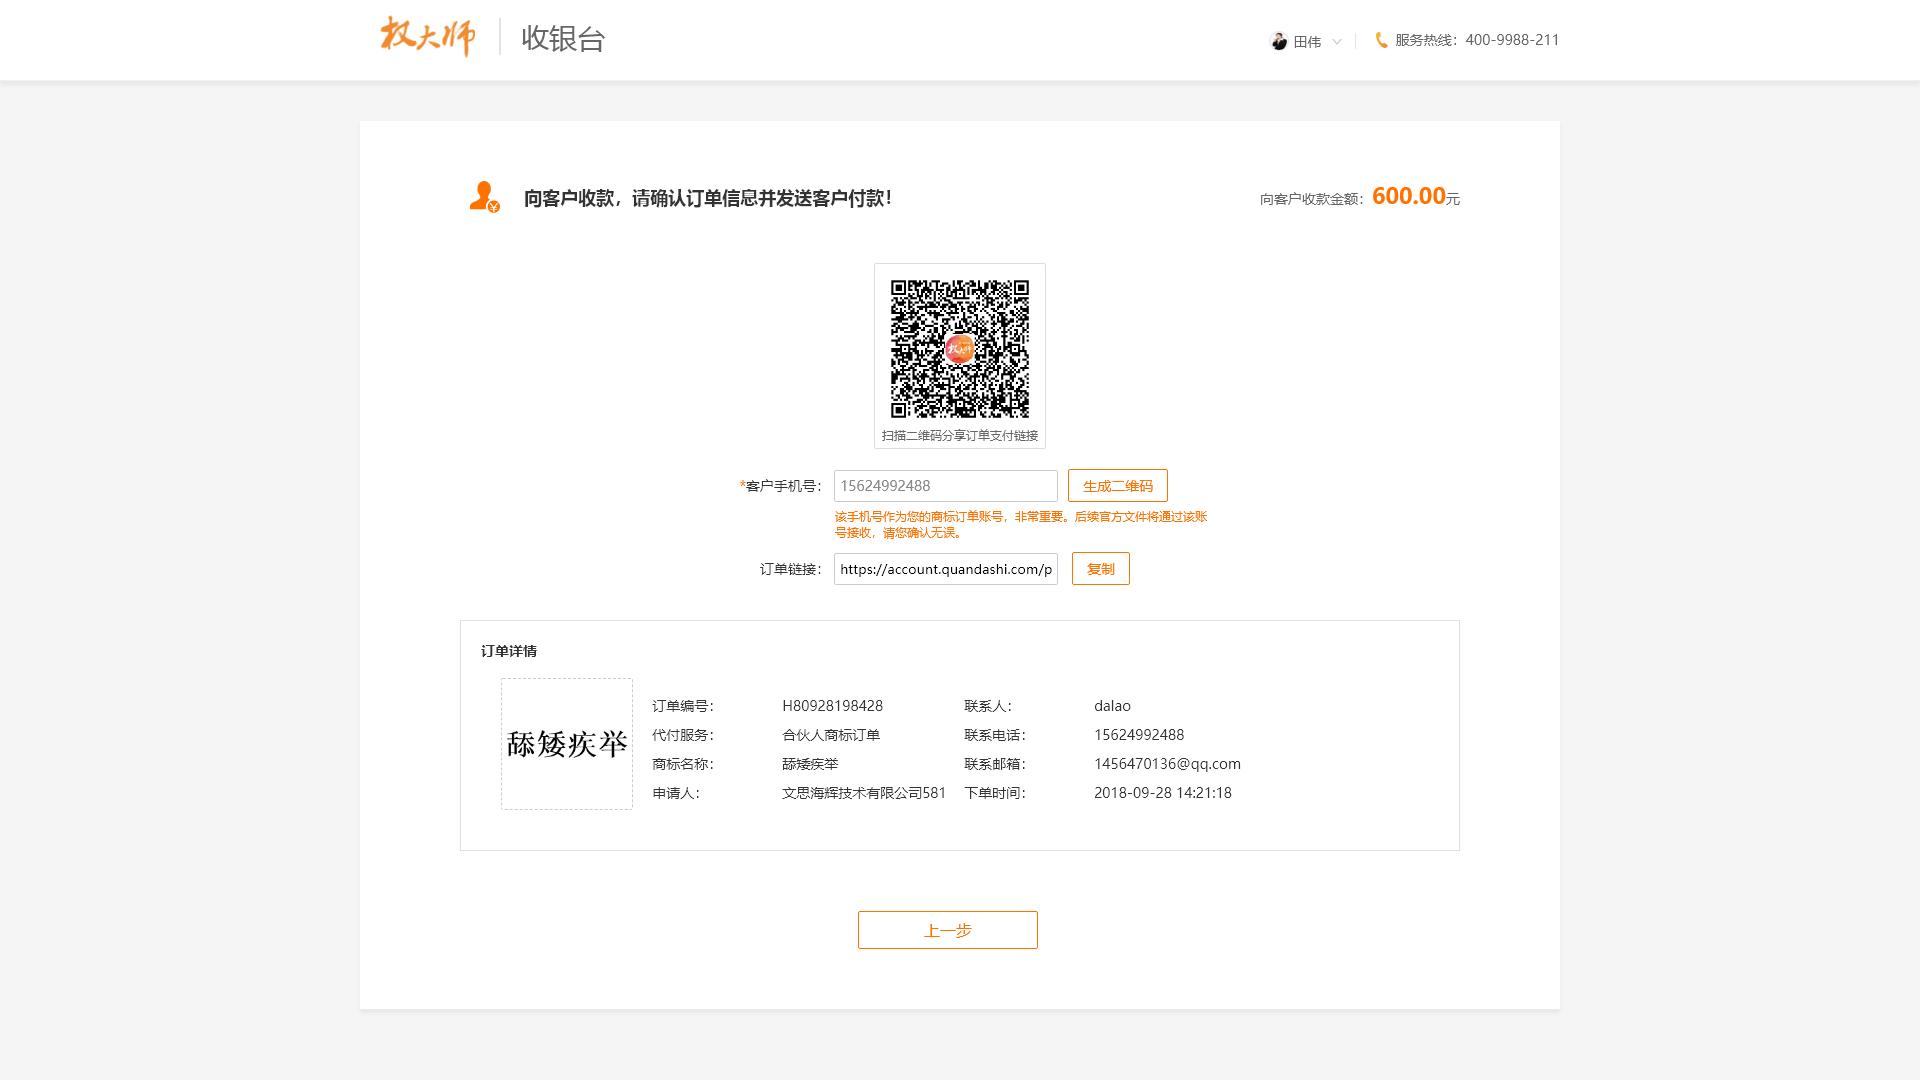 权大师 收银台 田伟 服务热线：400-9988-211
向客户收款，请确认订单信息并发送客户付款！ 向客户收款金额：600.00元
权大师
扫描二维码分享订单支付链接
*客户手机号： 15624992488 生成二维码
该手机号作为您的商标订单账号，非常重要。后续官方文件将通过该账
号接收，请您确认无误。
订单链接： https://account.quandashi.com/p 复制
订单详情
舔矮疾举
订单编号： H80928198428 联系人： dalao
代付服务： 合伙人商标订单 联系电话： 15624992488
商标名称： 舔矮疾举 联系邮箱： 1456470136@qq.com
申请人： 文思海辉技术有限公司581 下单时间： 2018-09-28 14:21:18
上一步